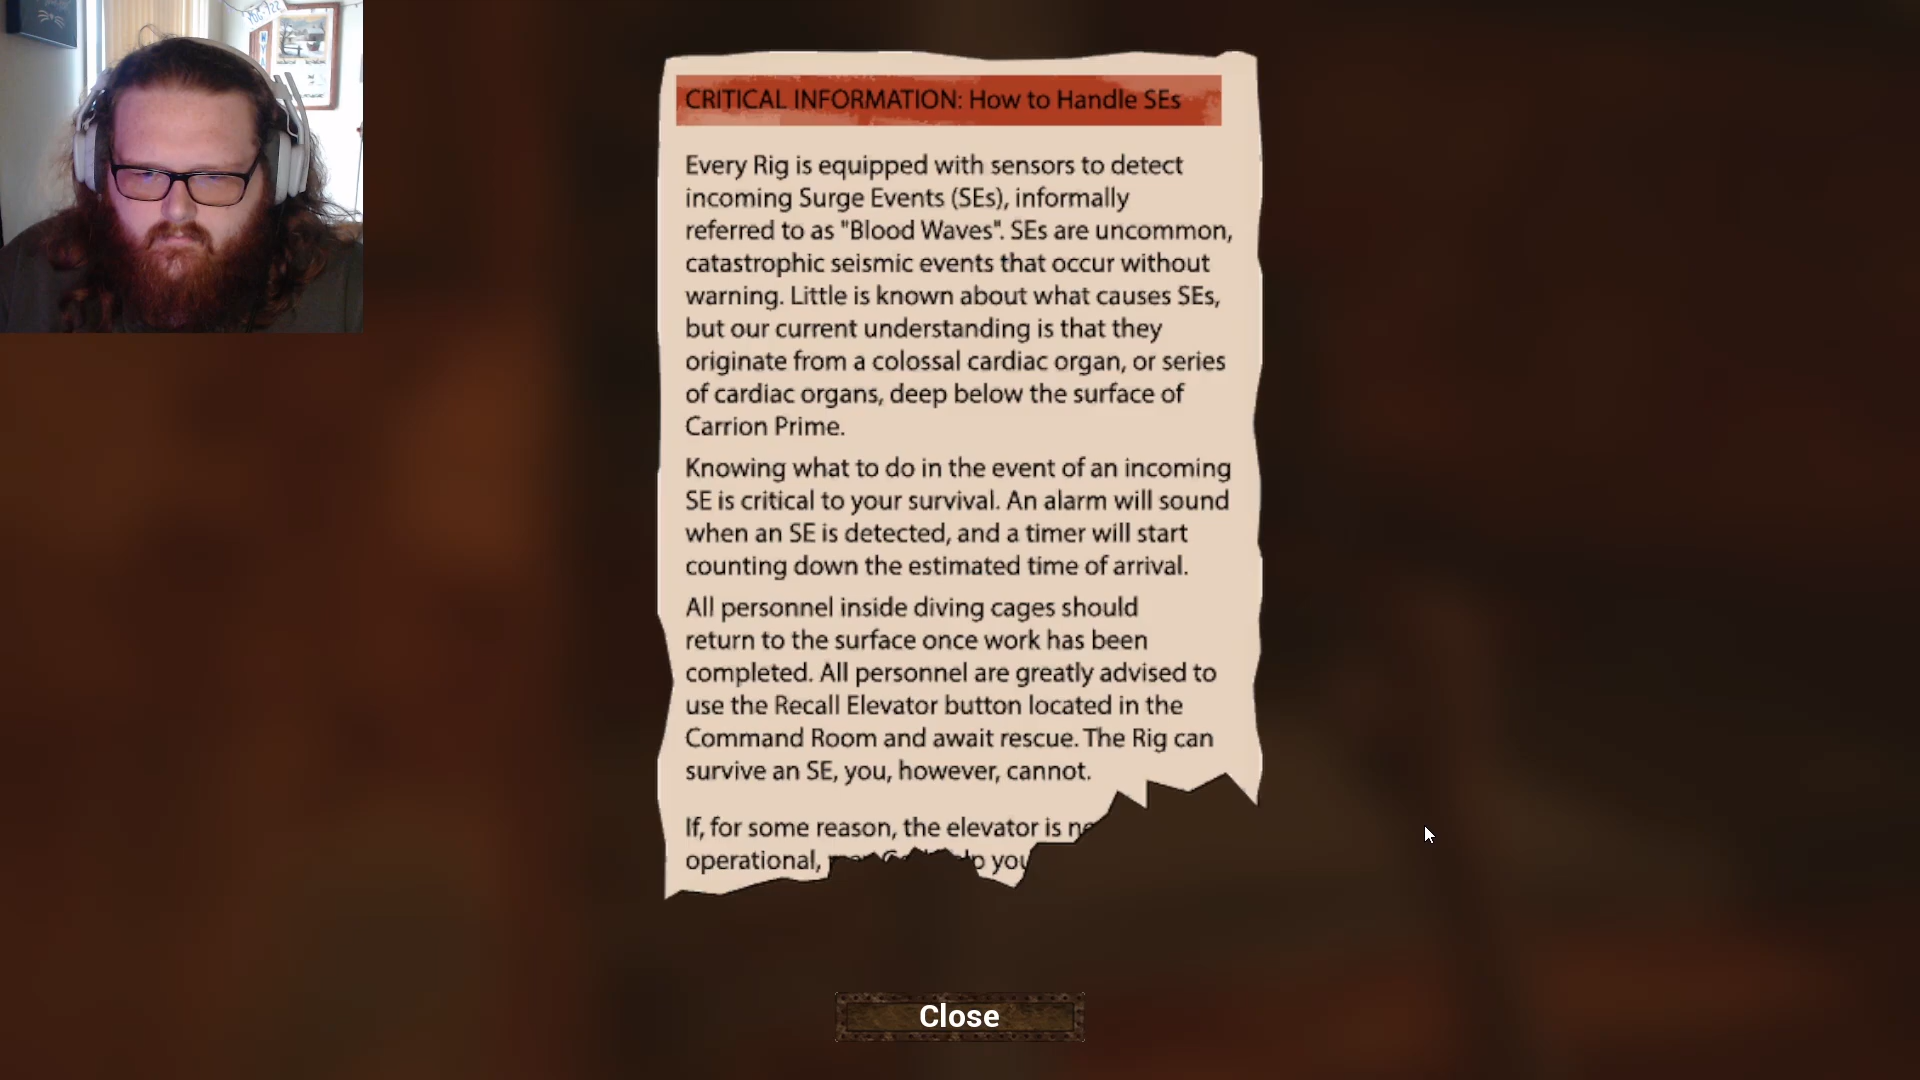 CRITICAL INFORMATION: How to Handle SEs
Every Rig is equipped with sensors to detect
incoming Surge Events (SEs), informally
referred to as "Blood Waves". SEs are uncommon,
catastrophic seismic events that occur without
warning. Little is known about what causes SEs,
but our current understanding is that they
originate from a colossal cardiac organ, or series
of cardiac organs, deep below the surface of
Carrion Prime.
Knowing what to do in the event of an incoming
SE is critical to your survival. An alarm will sound
when an SE is detected, and a timer will start
counting down the estimated time of arrival.
All personnel inside diving cages should
return to the surface once work has been
completed. All personnel are greatly advised to
use the Recall Elevator button located in the
Command Room and await rescue. The Rig can
survive an SE, you, however, cannot.
If, for some reason, the elevator is
operational, you
Close